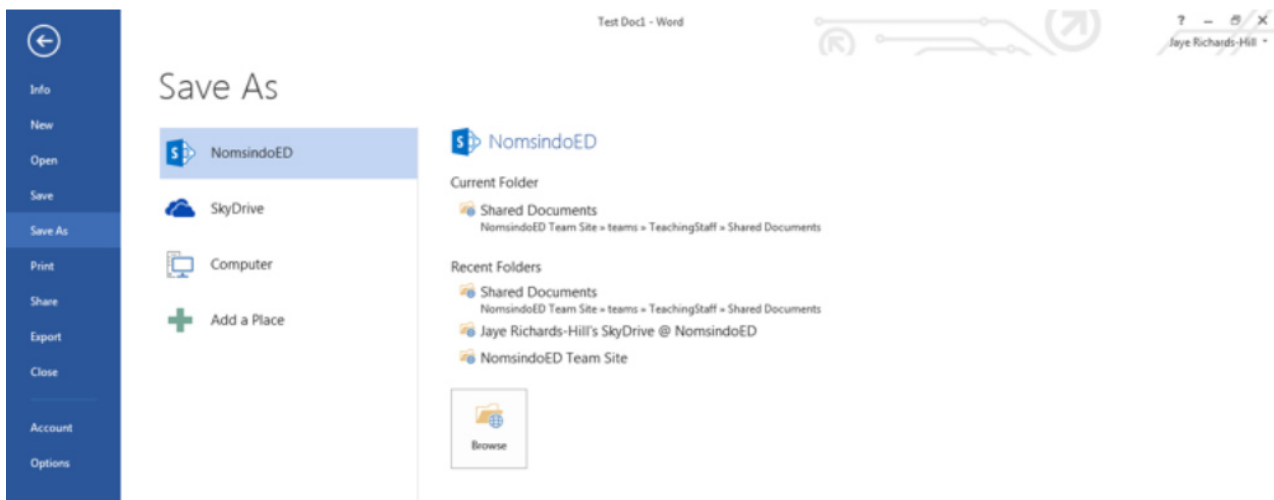 Test Doc1 - Word
?
Jaye Richards-Hill
Info
New
Open
Save
Save As
Print
Share
Export
Close
Account
Options
Save As
NomsindoED
SkyDrive
Computer
Add a Place
NomsindoED
Current Folder
Shared Documents
NomsindoED Team Site » teams » TeachingStaff » Shared Documents
Recent Folders
Shared Documents
NomsindoED Team Site » teams » TeachingStaff » Shared Documents
Jaye Richards-Hill's SkyDrive @ NomsindoED
NomsindoED Team Site
Browse